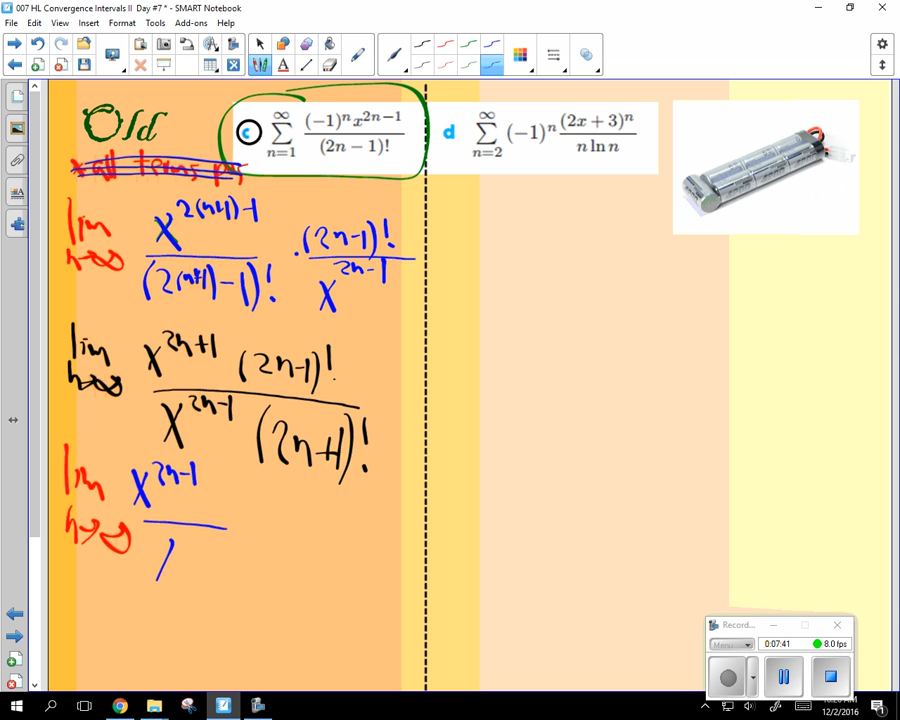 007 HL Convergence Intervals II Day #7 * - SMART Notebook
File Edit View Insert Format Tools Add-ons Help
Old
c ∑_{n=1}^{∞} (-1)^n x^{2n-1} / (2n - 1)!
d ∑_{n=2}^{∞} (-1)^n (2x + 3)^n / (n ln n)
* all terms
lim n→∞ x^{2(n+1)-1} / (2(n+1)-1)! · (2n-1)! / x^{2n-1}
lim n→∞ x^{2n+1} (2n-1)! / x^{2n-1} (2n+1)!
lim n→∞ x^{2n-1}
Record...
Menu 0:07:41 8.0 fps
12/2/2016